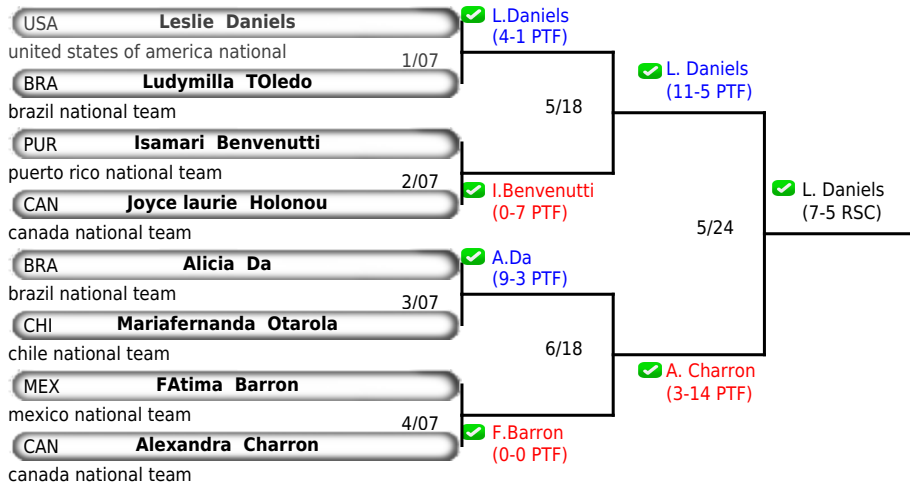 USA Leslie Daniels
united states of america national
1/07
BRA Ludymilla TOledo
brazil national team
PUR Isamari Benvenutti
puerto rico national team
2/07
CAN Joyce laurie Holonou
canada national team
BRA Alicia Da
brazil national team
3/07
CHI Mariafernanda Otarola
chile national team
MEX FAtima Barron
mexico national team
4/07
CAN Alexandra Charron
canada national team
L.Daniels
(4-1 PTF)
5/18
I.Benvenutti
(0-7 PTF)
A.Da
(9-3 PTF)
6/18
F.Barron
(0-0 PTF)
L. Daniels
(11-5 PTF)
5/24
A. Charron
(3-14 PTF)
L. Daniels
(7-5 RSC)